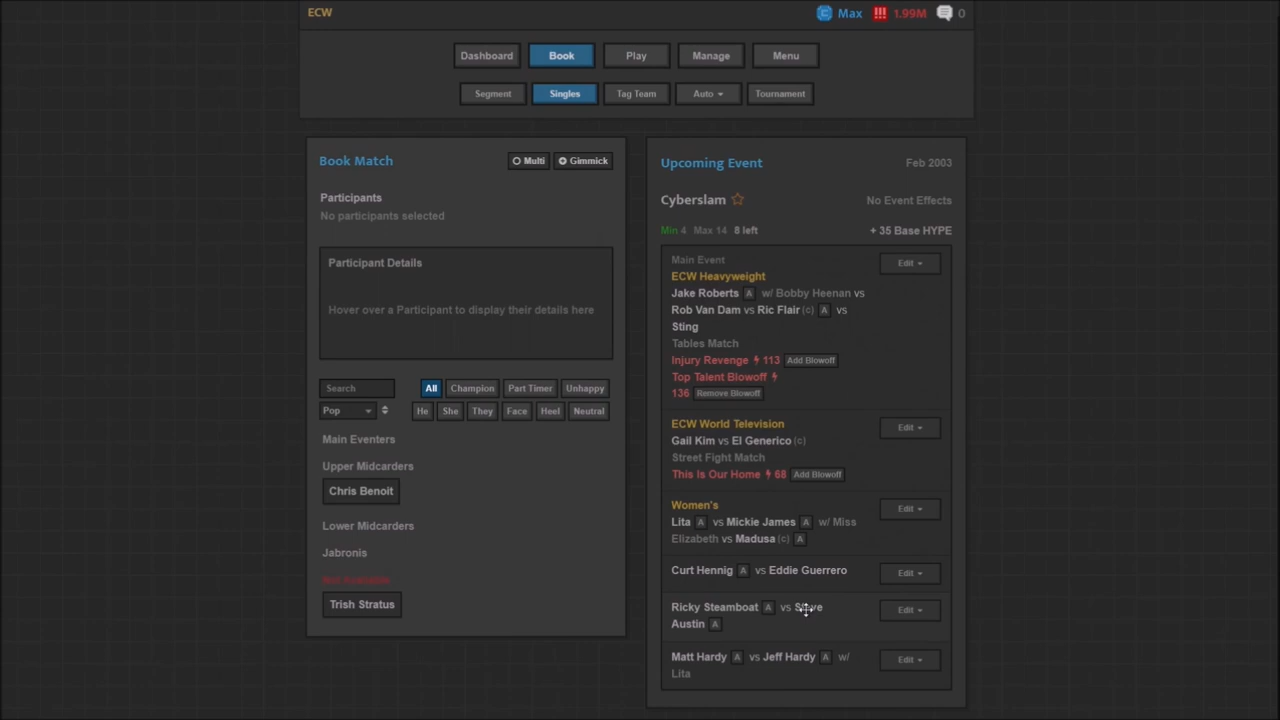 ECW
Max 1.99M 0
Dashboard Book Play Manage Menu
Segment Singles Tag Team Auto Tournament
Book Match Multi Gimmick
Participants
No participants selected
Participant Details
Hover over a Participant to display their details here
Search All Champion Part Timer Unhappy
Pop He She They Face Heel Neutral
Main Eventers
Upper Midcarders
Chris Benoit
Lower Midcarders
Jabronis
Not Available
Trish Stratus
Upcoming Event Feb 2003
Cyberslam No Event Effects
Min 4 Max 14 8 left + 35 Base HYPE
Main Event Edit
ECW Heavyweight
Jake Roberts A w/ Bobby Heenan vs
Rob Van Dam vs Ric Flair (c) A vs
Sting
Tables Match
Injury Revenge 113 Add Blowoff
Top Talent Blowoff
136 Remove Blowoff
ECW World Television Edit
Gail Kim vs El Generico (c)
Street Fight Match
This Is Our Home 68 Add Blowoff
Women's Edit
Lita A vs Mickie James A w/ Miss
Elizabeth vs Madusa (c) A
Curt Hennig A vs Eddie Guerrero Edit
Ricky Steamboat A vs Steve Edit
Austin A
Matt Hardy A vs Jeff Hardy A w/ Edit
Lita